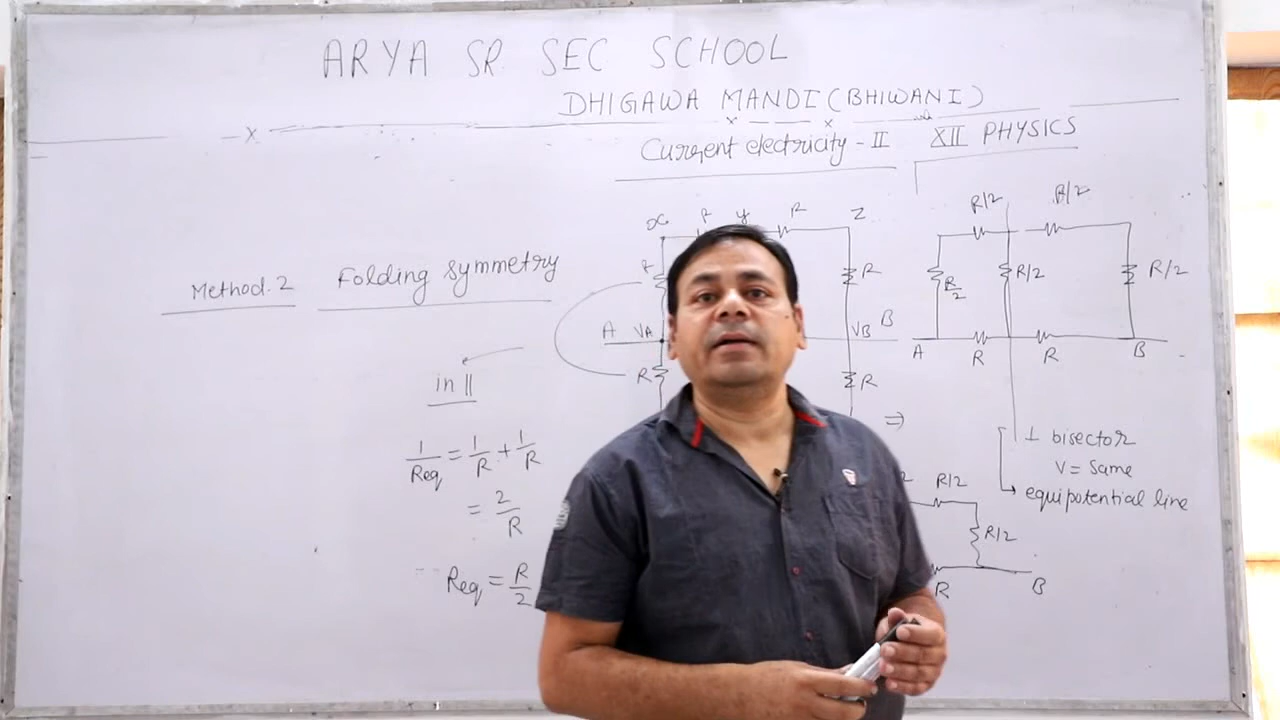 ARYA SR SEC SCHOOL
DHIGAWA MANDI (BHIWANI)
Current electricity - II XII PHYSICS
Method. 2 Folding symmetry
R y R Z
R R
A VA VB B
R R
in ||
1/Req = 1/R + 1/R
= 2/R
Req = R/2
⇒
R/2 R/2
R/2 R/2 R/2
A R R B
⊥ bisector
V = Same
equipotential line
R/2
R/2
R B